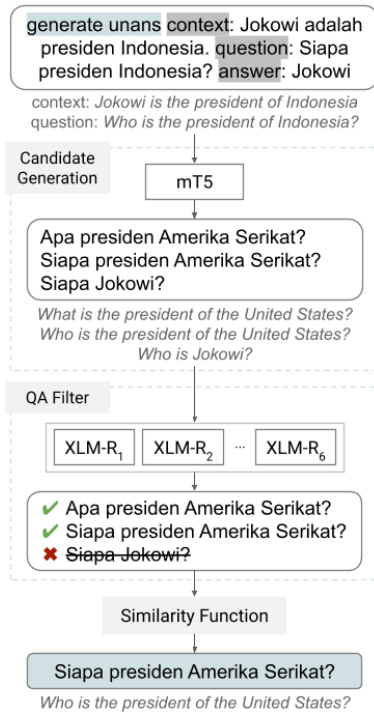 generate unans context: Jokowi adalah
presiden Indonesia. question: Siapa
presiden Indonesia? answer: Jokowi
context: Jokowi is the president of Indonesia
question: Who is the president of Indonesia?
Candidate
Generation
mT5
Apa presiden Amerika Serikat?
Siapa presiden Amerika Serikat?
Siapa Jokowi?
What is the president of the United States?
Who is the president of the United States?
Who is Jokowi?
QA Filter
XLM-R1 XLM-R2 ... XLM-R6
✔ Apa presiden Amerika Serikat?
✔ Siapa presiden Amerika Serikat?
✖ Siapa Jokowi?
Similarity Function
Siapa presiden Amerika Serikat?
Who is the president of the United States?